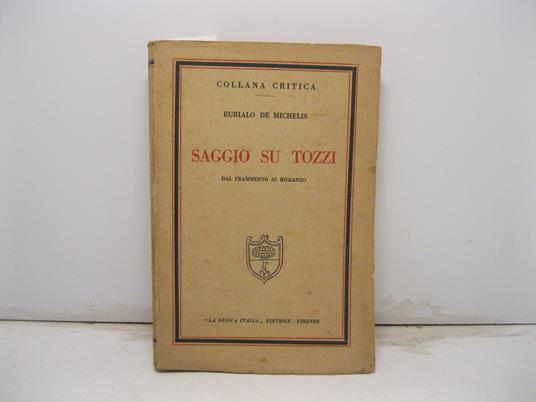 COLLANA CRITICA
EURIALO DE MICHELIS
SAGGIO SU TOZZI
DAL FRAMMENTO AL ROMANZO
"LA NUOVA ITALIA„ EDITRICE - FIRENZE